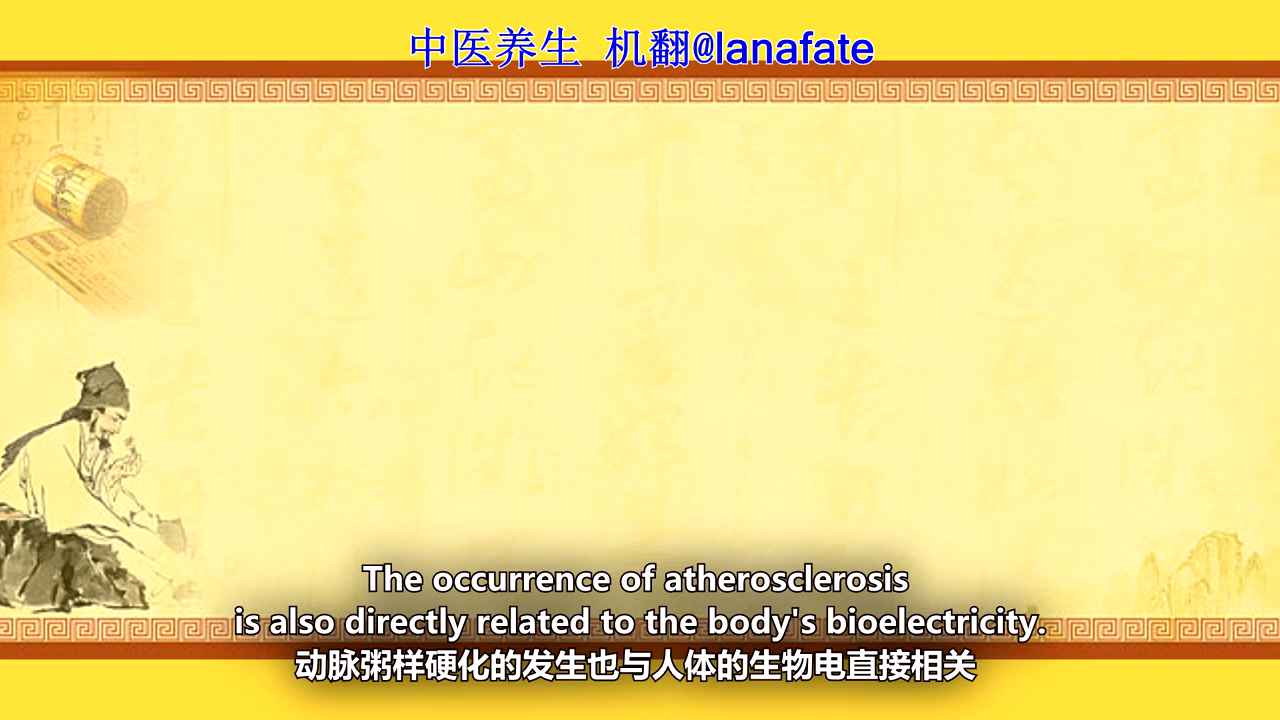 中医养生 机翻@lanafate
The occurrence of atherosclerosis
is also directly related to the body's bioelectricity.
动脉粥样硬化的发生也与人体的生物电直接相关